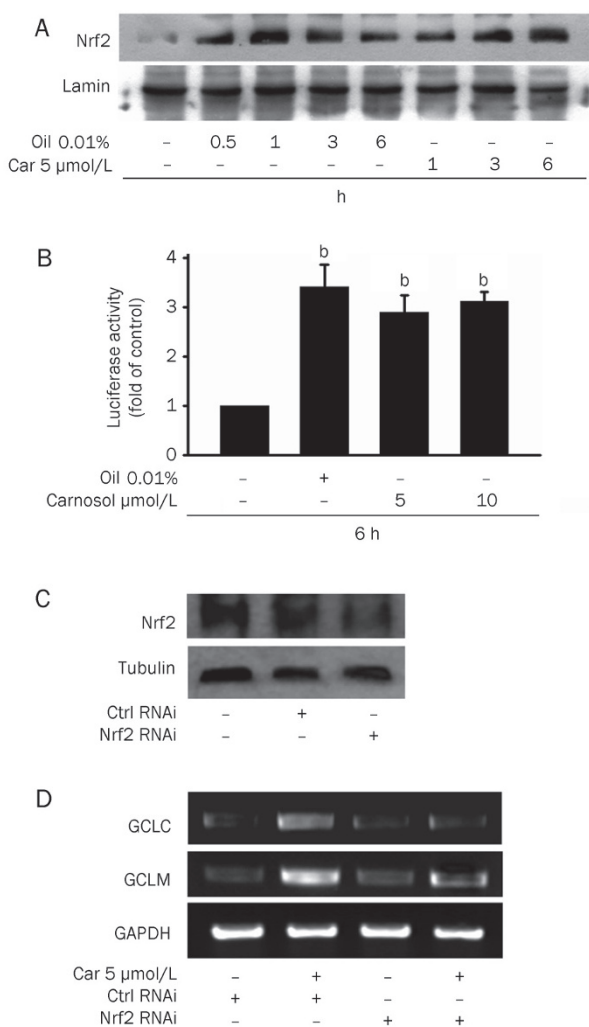 A
Nrf2
Lamin
Oil 0.01% – 0.5 1 3 6 – – –
Car 5 μmol/L – – – – – 1 3 6
h
B
Luciferase activity
(fold of control)
4
3
2
1
0
b b b
Oil 0.01% – + – –
Carnosol μmol/L – – 5 10
6 h
C
Nrf2
Tubulin
Ctrl RNAi – + –
Nrf2 RNAi – – +
D
GCLC
GCLM
GAPDH
Car 5 μmol/L – + – +
Ctrl RNAi + + – –
Nrf2 RNAi – – + +